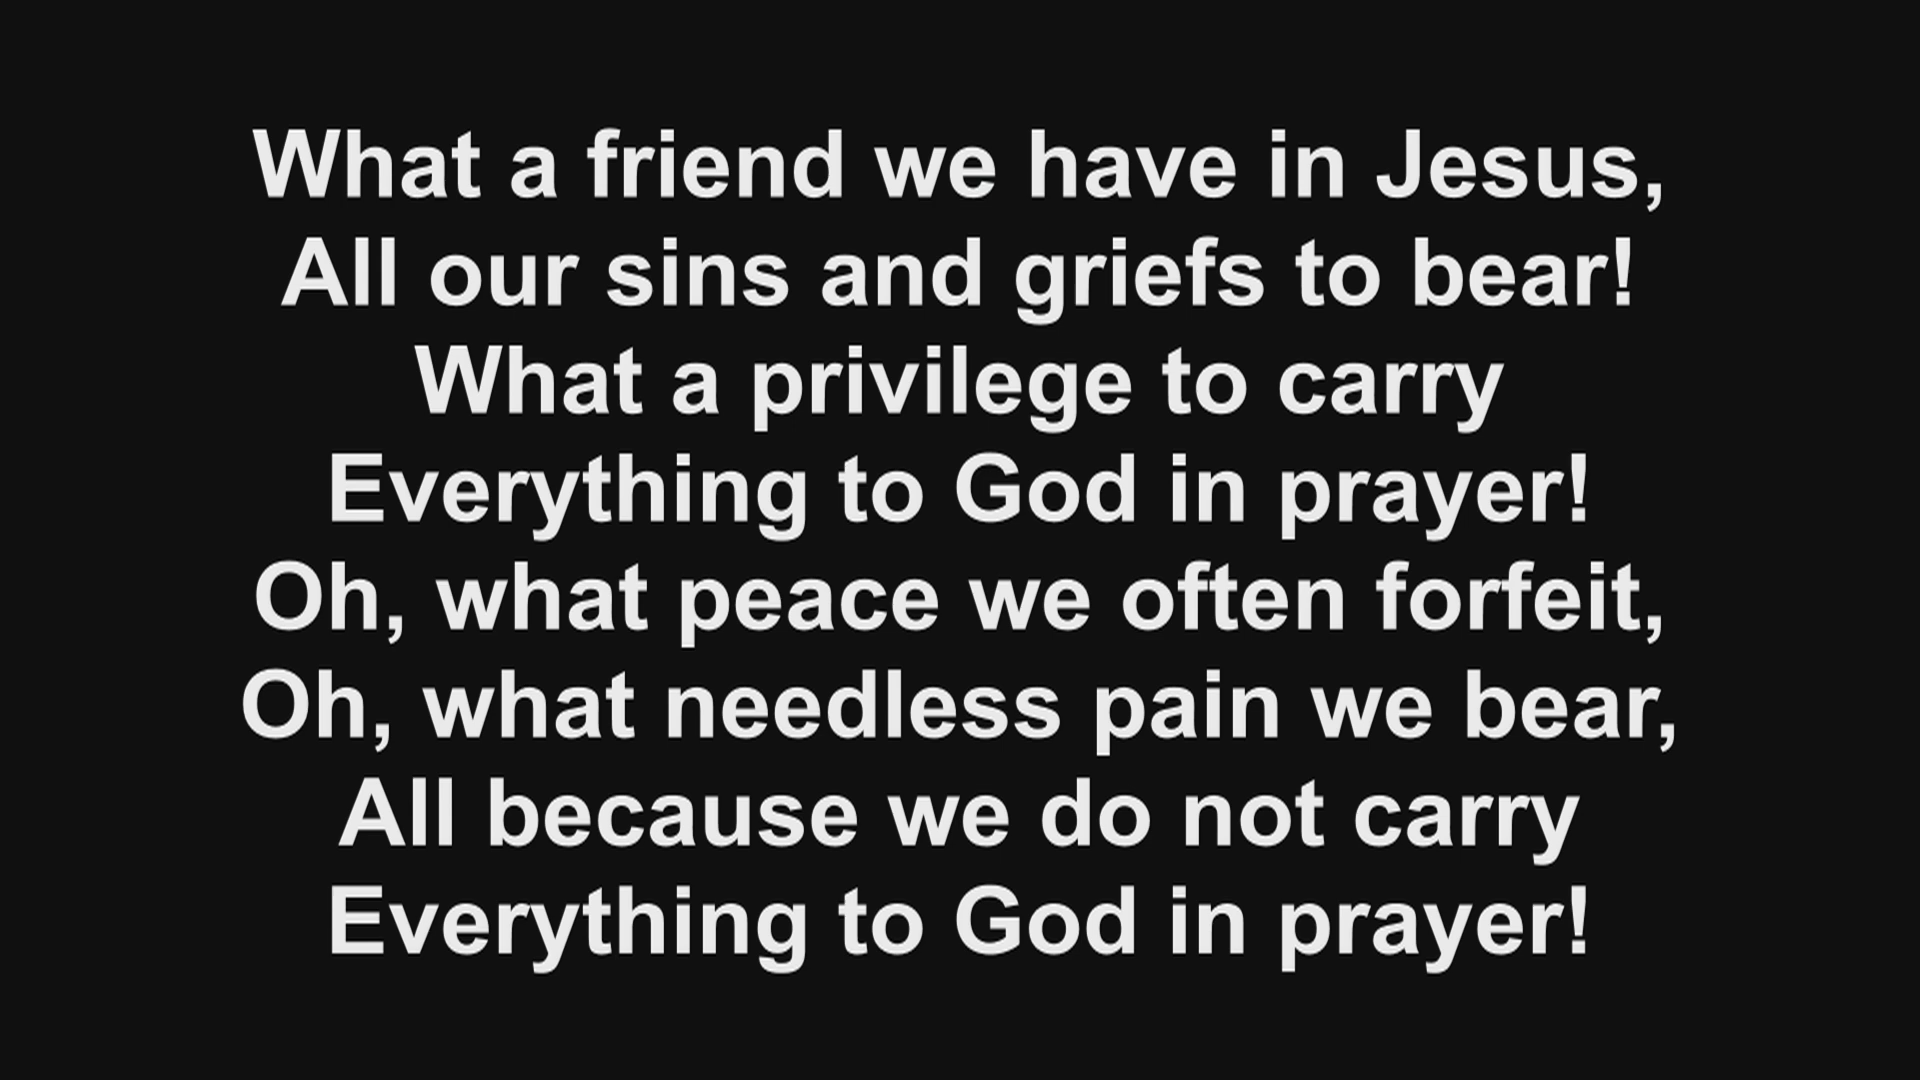 What a friend we have in Jesus,
All our sins and griefs to bear!
What a privilege to carry
Everything to God in prayer!
Oh, what peace we often forfeit,
Oh, what needless pain we bear,
All because we do not carry
Everything to God in prayer!